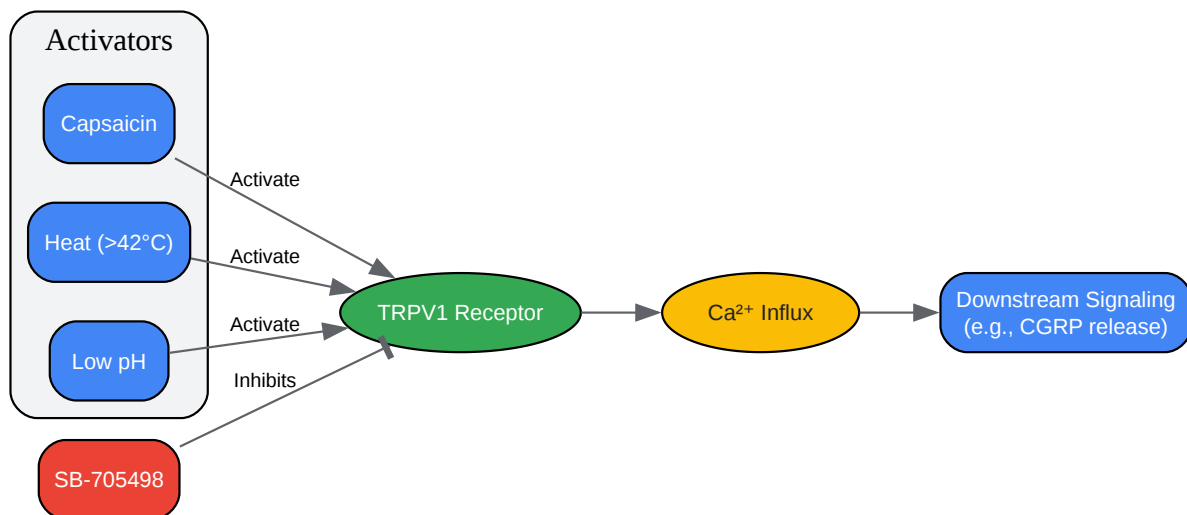 Activators
Capsaicin
Activate
Heat (>42°C)
Activate
Low pH
Activate
Inhibits
SB-705498
TRPV1 Receptor
Ca²⁺ Influx
Downstream Signaling
(e.g., CGRP release)